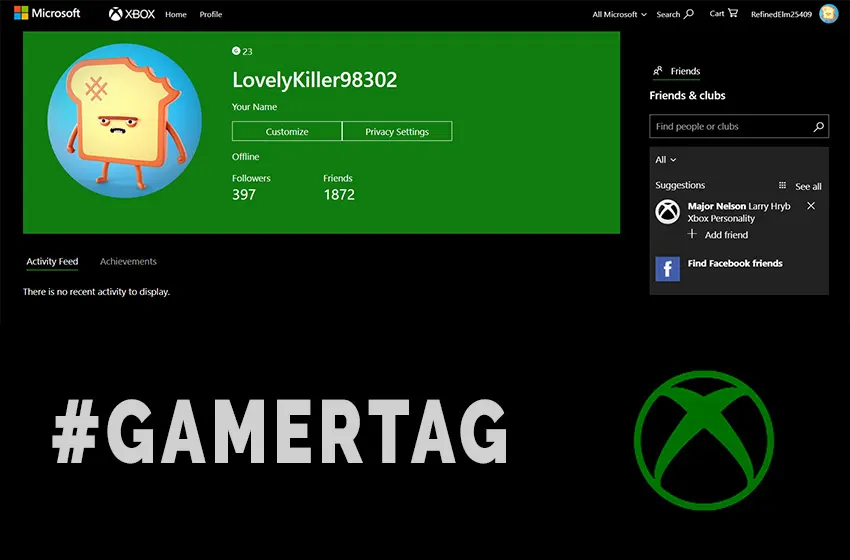 Microsoft XBOX Home Profile All Microsoft Search Cart RefinedElm25409
G 23
LovelyKiller98302
Your Name
Customize Privacy Settings
Offline
Followers Friends
397 1872
Friends
Friends & clubs
Find people or clubs
All
Suggestions See all
Major Nelson Larry Hryb
Xbox Personality
Add friend
f Find Facebook friends
Activity Feed Achievements
There is no recent activity to display.
#GAMERTAG